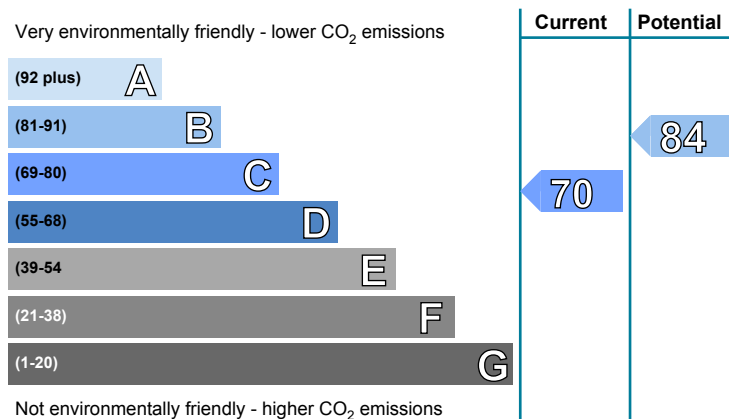 Current Potential
Very environmentally friendly - lower CO2 emissions
(92 plus) A
(81-91) B
84
(69-80) C
70
(55-68) D
(39-54 E
(21-38) F
(1-20) G
Not environmentally friendly - higher CO2 emissions